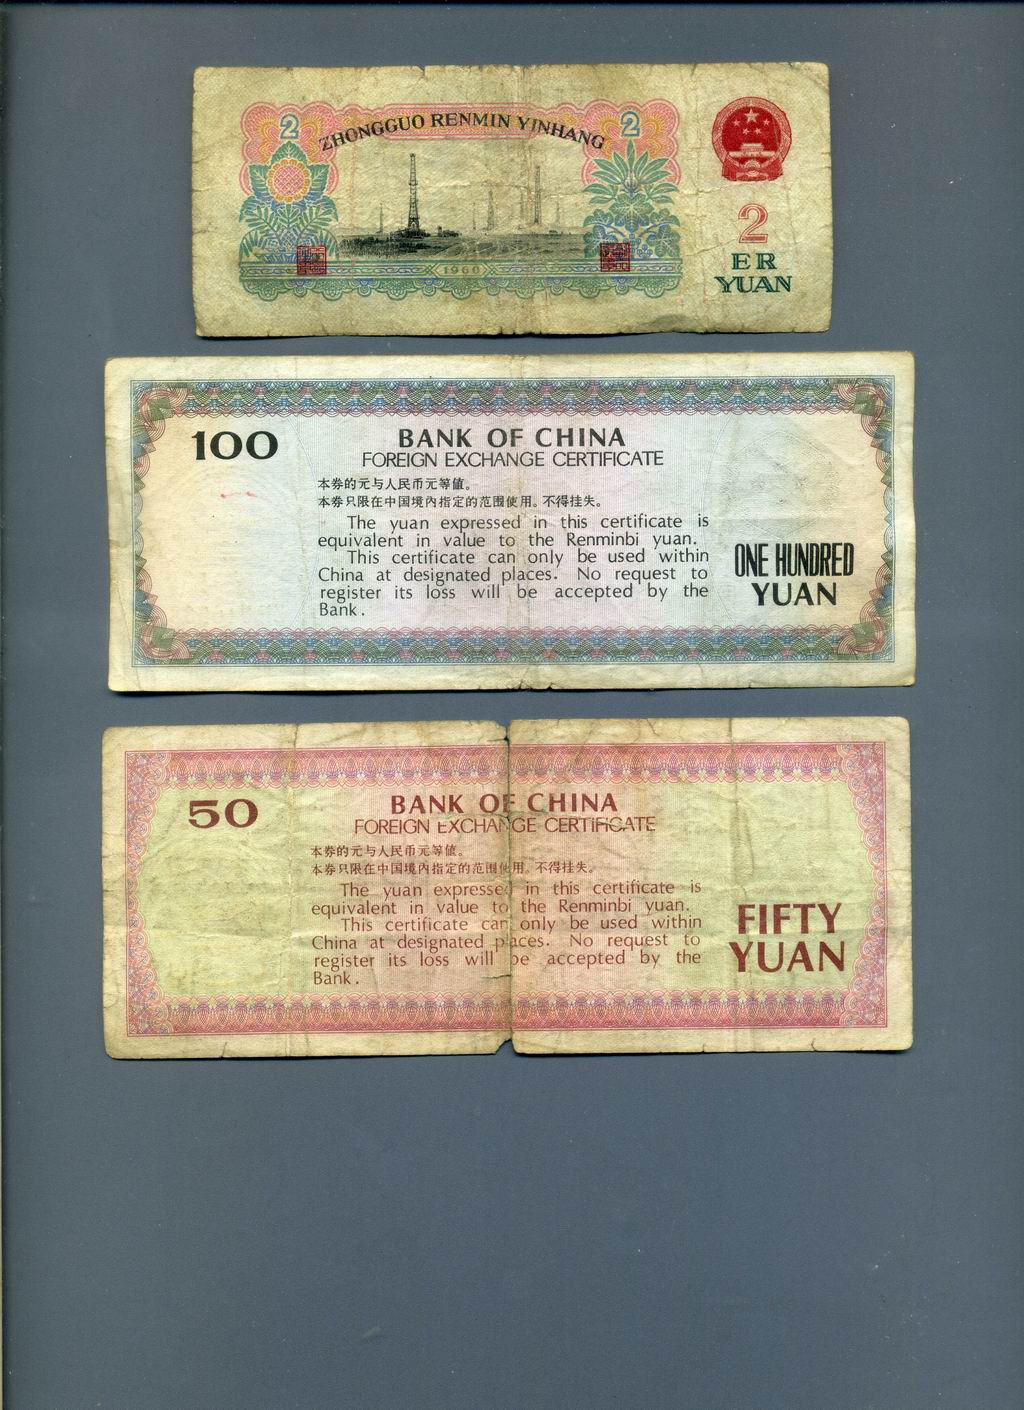 2 ZHONGGUO RENMIN YINHANG 2
1960
2
ER
YUAN
100
BANK OF CHINA
FOREIGN EXCHANGE CERTIFICATE
本券的元与人民币元等值。
本券只限在中国境内指定的范围使用。不得挂失。
The yuan expressed in this certificate is
equivalent in value to the Renminbi yuan.
This certificate can only be used within
China at designated places. No request to
register its loss will be accepted by the
Bank.
ONE HUNDRED
YUAN
50
BANK OF CHINA
FOREIGN EXCHANGE CERTIFICATE
本券的元与人民币元等值。
本券只限在中国境内指定的范围使用。不得挂失。
The yuan expressed in this certificate is
equivalent in value to the Renminbi yuan.
This certificate can only be used within
China at designated places. No request to
register its loss will be accepted by the
Bank.
FIFTY
YUAN